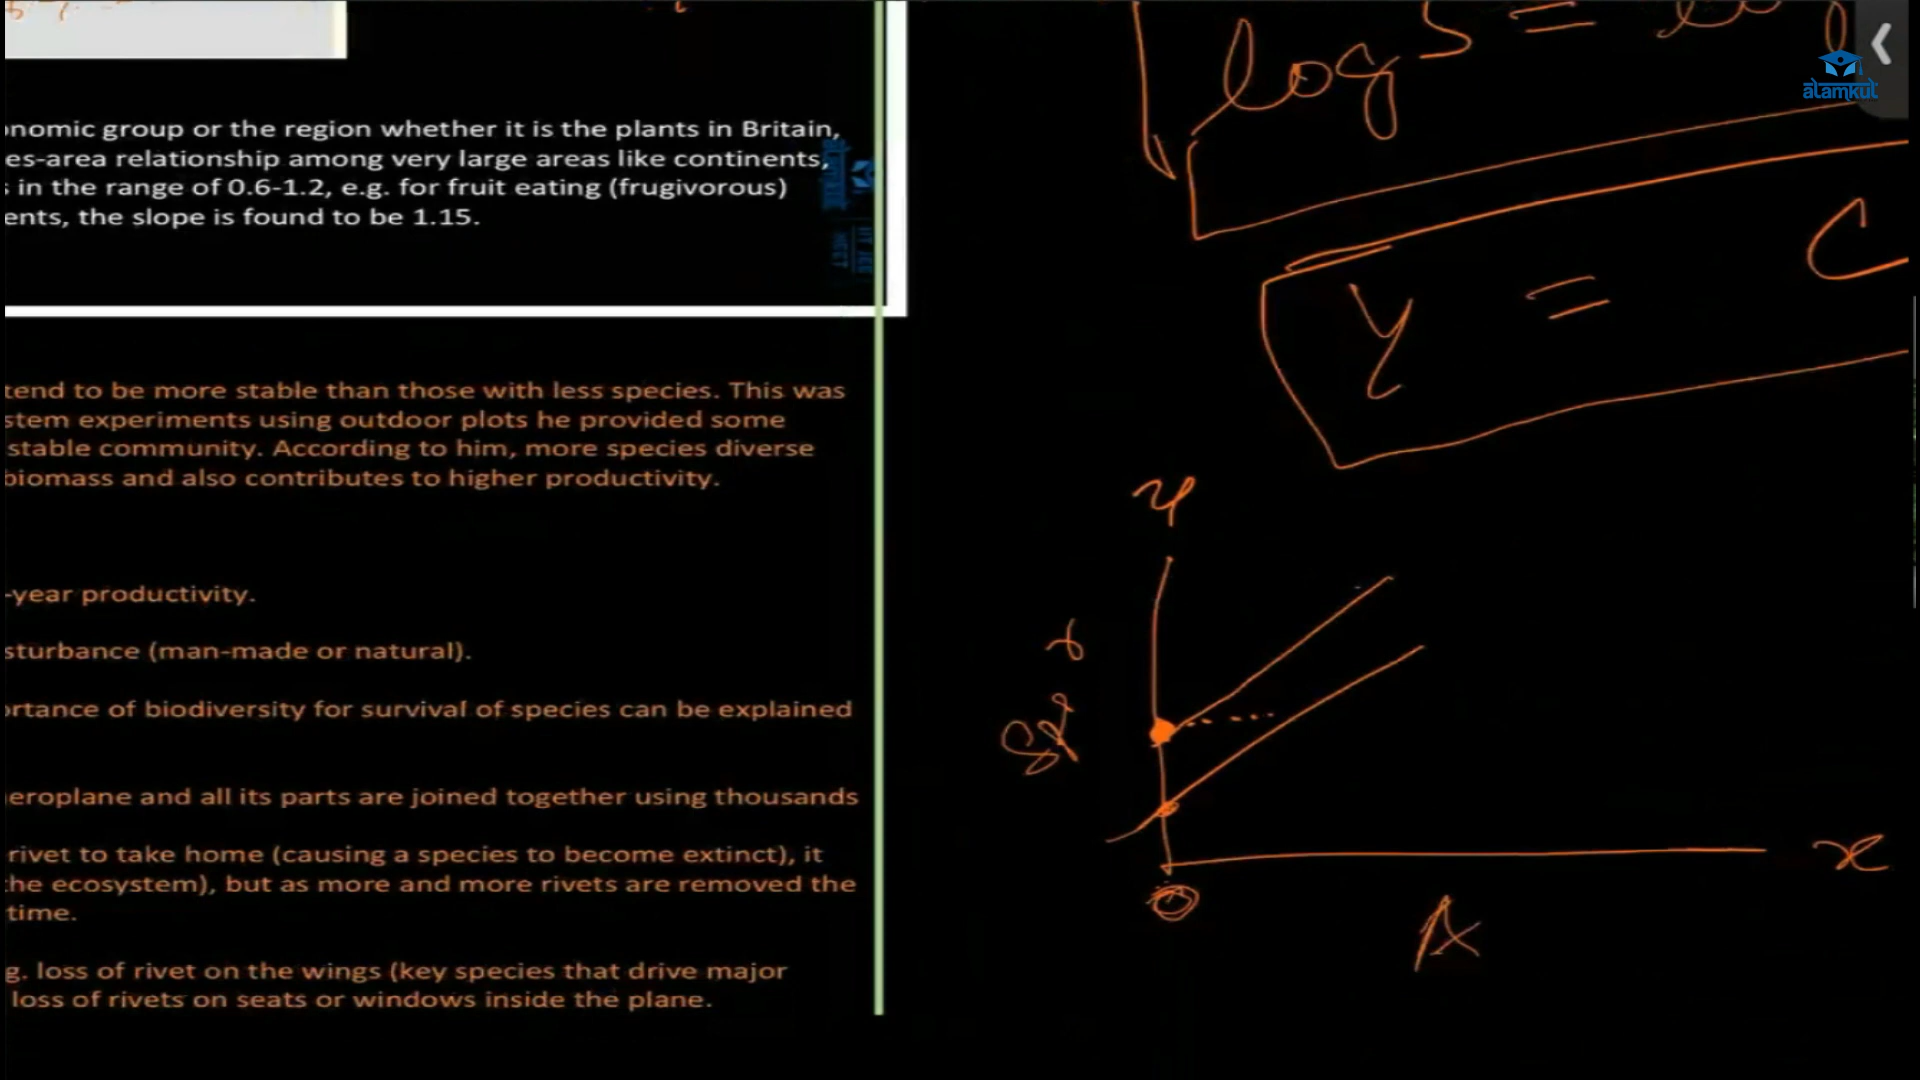 onomic group or the region whether it is the plants in Britain,
es-area relationship among very large areas like continents,
in the range of 0.6-1.2, e.g. for fruit eating (frugivorous)
ents, the slope is found to be 1.15.
tend to be more stable than those with less species. This was
stem experiments using outdoor plots he provided some
stable community. According to him, more species diverse
biomass and also contributes to higher productivity.
-year productivity.
sturbance (man-made or natural).
ortance of biodiversity for survival of species can be explained
eroplane and all its parts are joined together using thousands
rivet to take home (causing a species to become extinct), it
he ecosystem), but as more and more rivets are removed the
time.
g. loss of rivet on the wings (key species that drive major
loss of rivets on seats or windows inside the plane.
log S = log
y = C
y
x
A
aтamkuт